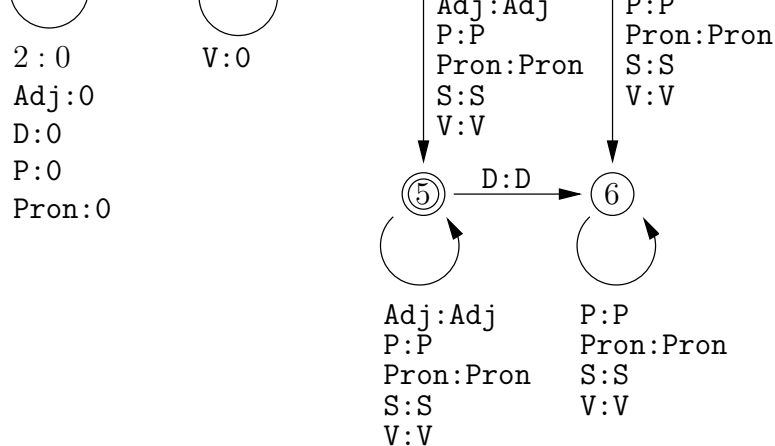 2 : 0
Adj:0
D:0
P:0
Pron:0
V:0
Adj:Adj
P:P
Pron:Pron
S:S
V:V
P:P
Pron:Pron
S:S
V:V
5
D:D
6
Adj:Adj
P:P
Pron:Pron
S:S
V:V
P:P
Pron:Pron
S:S
V:V